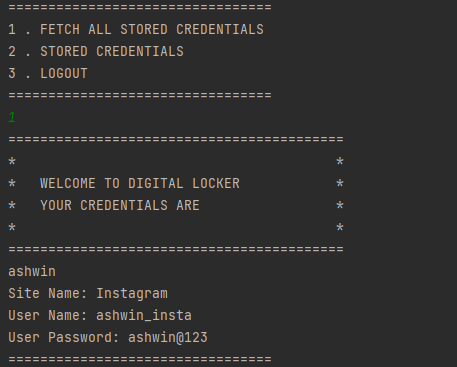 =================================
1 . FETCH ALL STORED CREDENTIALS
2 . STORED CREDENTIALS
3 . LOGOUT
=================================
1
==========================================
*                                        *
*   WELCOME TO DIGITAL LOCKER            *
*   YOUR CREDENTIALS ARE                 *
*                                        *
==========================================
ashwin
Site Name: Instagram
User Name: ashwin_insta
User Password: ashwin@123
=================================